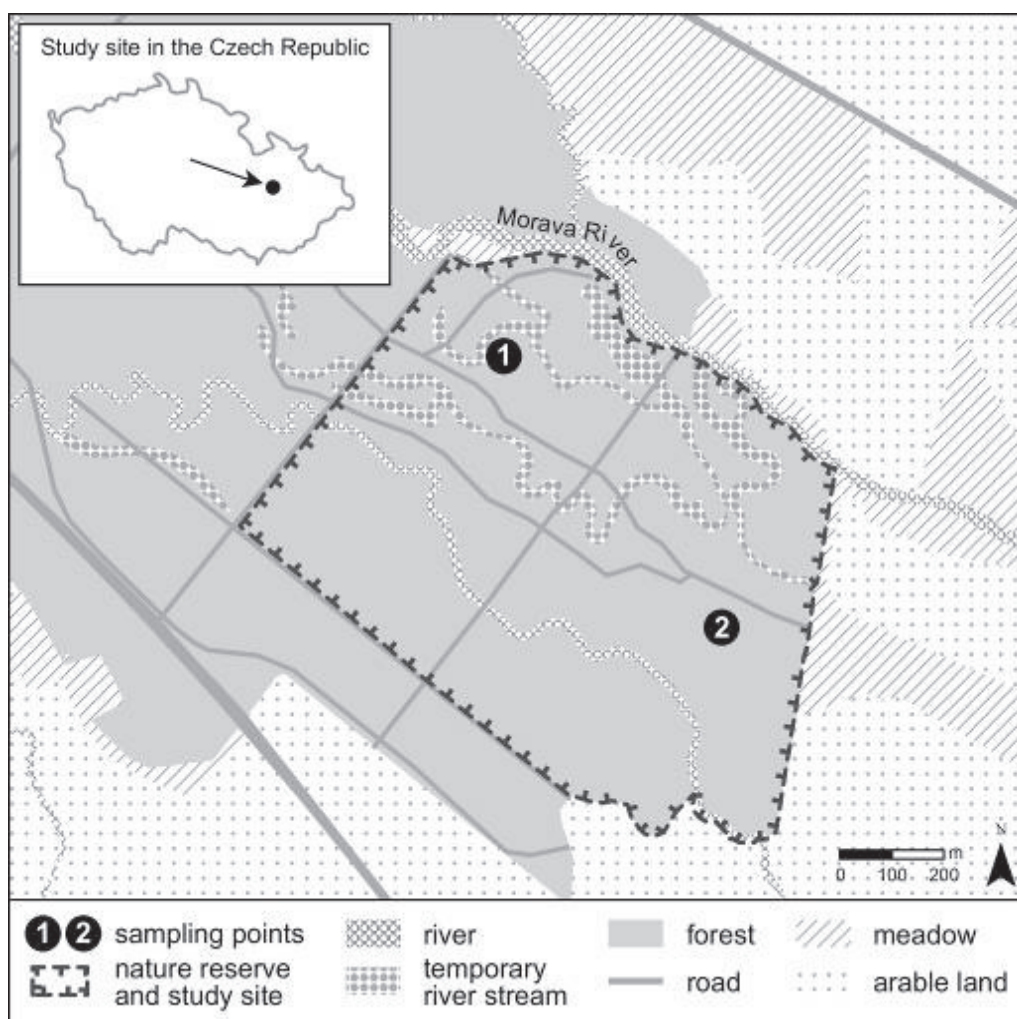 Study site in the Czech Republic
Morava River
1
2
N
m
0 100 200
1 2 sampling points
river
forest
meadow
nature reserve
and study site
temporary
river stream
road
arable land